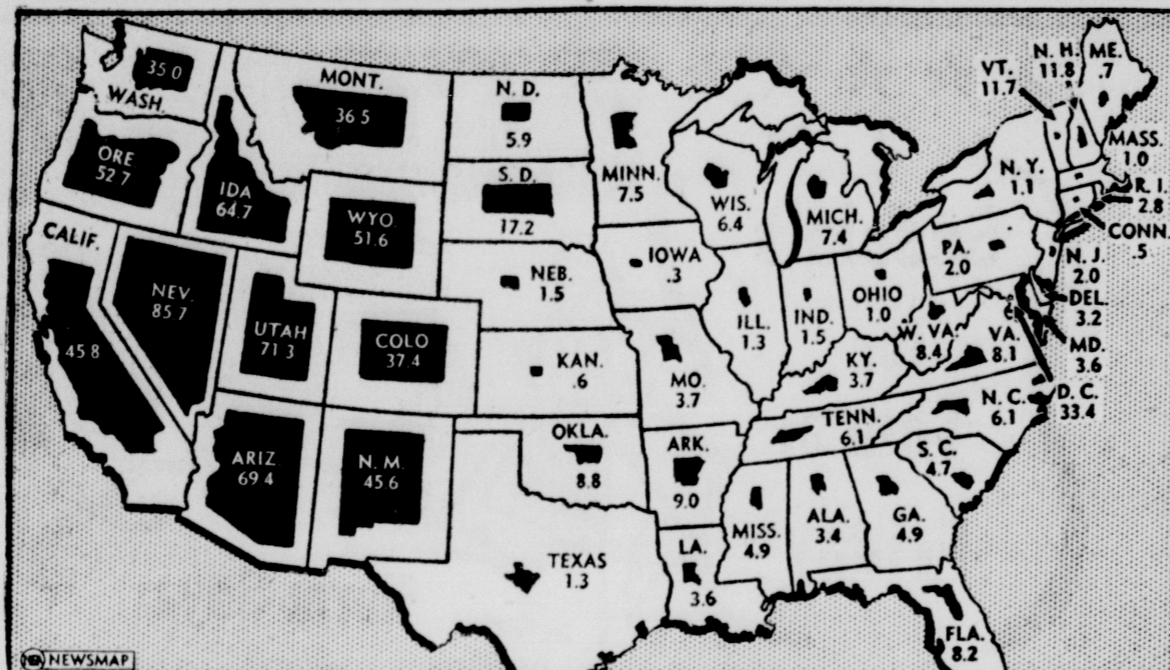 35.0
WASH.
MONT.
36.5
N. D.
5.9
MINN.
7.5
WIS.
6.4
MICH.
7.4
VT.
11.7
N. H.
11.8
ME.
.7
MASS.
1.0
R. I.
2.8
CONN.
.5
N. Y.
1.1
ORE
52.7
IDA
64.7
WYO.
51.6
S. D.
17.2
IOWA
.3
NEB.
1.5
PA.
2.0
N. J.
2.0
DEL.
3.2
MD.
3.6
D. C.
33.4
CALIF.
45.8
NEV.
85.7
UTAH
71.3
COLO
37.4
KAN.
.6
MO.
3.7
ILL.
1.3
IND.
1.5
OHIO
1.0
W. VA.
8.4
VA.
8.1
KY.
3.7
TENN.
6.1
N. C.
6.1
S. C.
4.7
ARIZ.
69.4
N. M.
45.6
OKLA.
8.8
ARK.
9.0
TEXAS
1.3
LA.
3.6
MISS.
4.9
ALA.
3.4
GA.
4.9
FLA.
8.2
NEA NEWSMAP